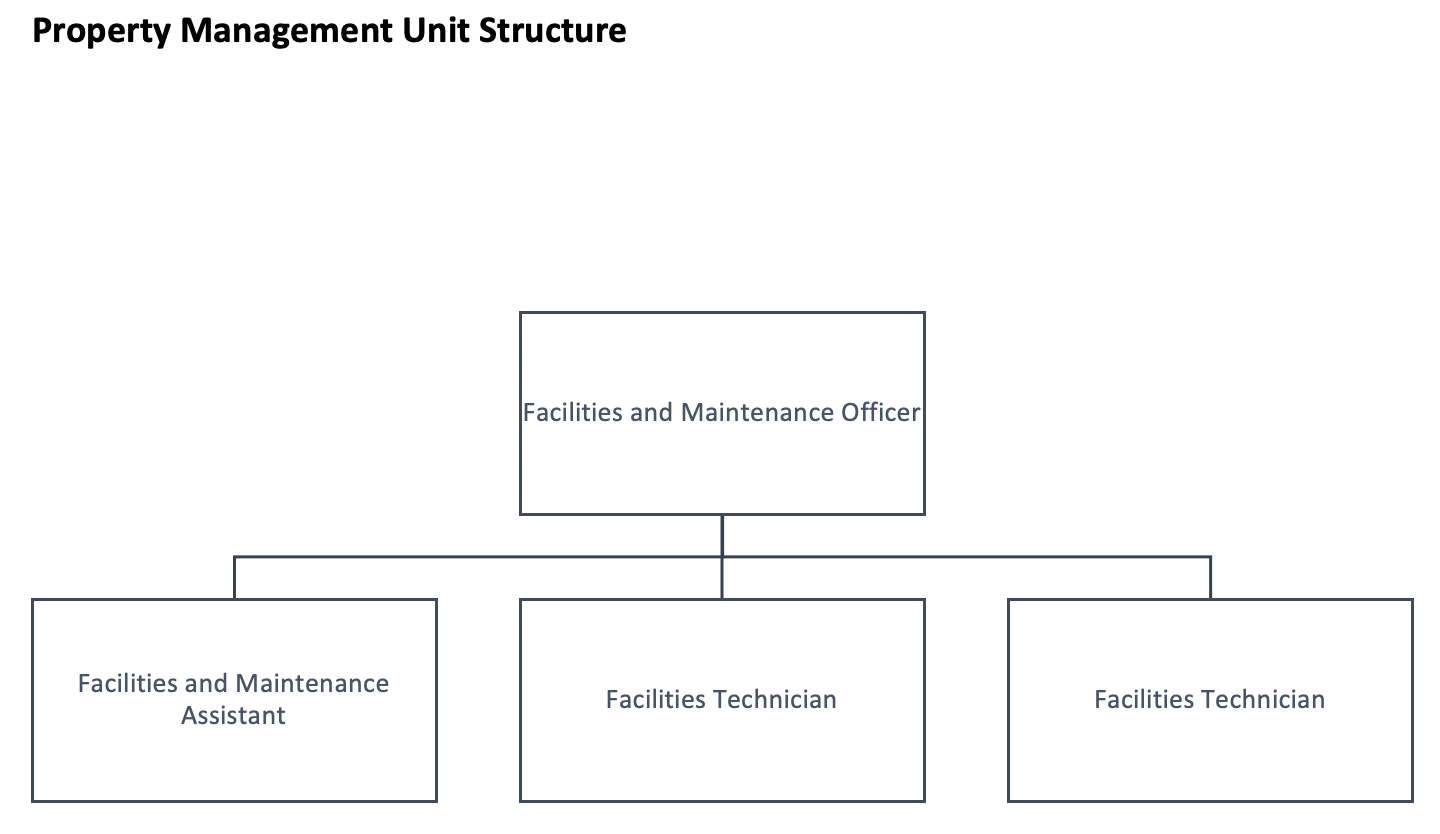 Property Management Unit Structure
Facilities and Maintenance Officer
Facilities and Maintenance
Assistant
Facilities Technician
Facilities Technician